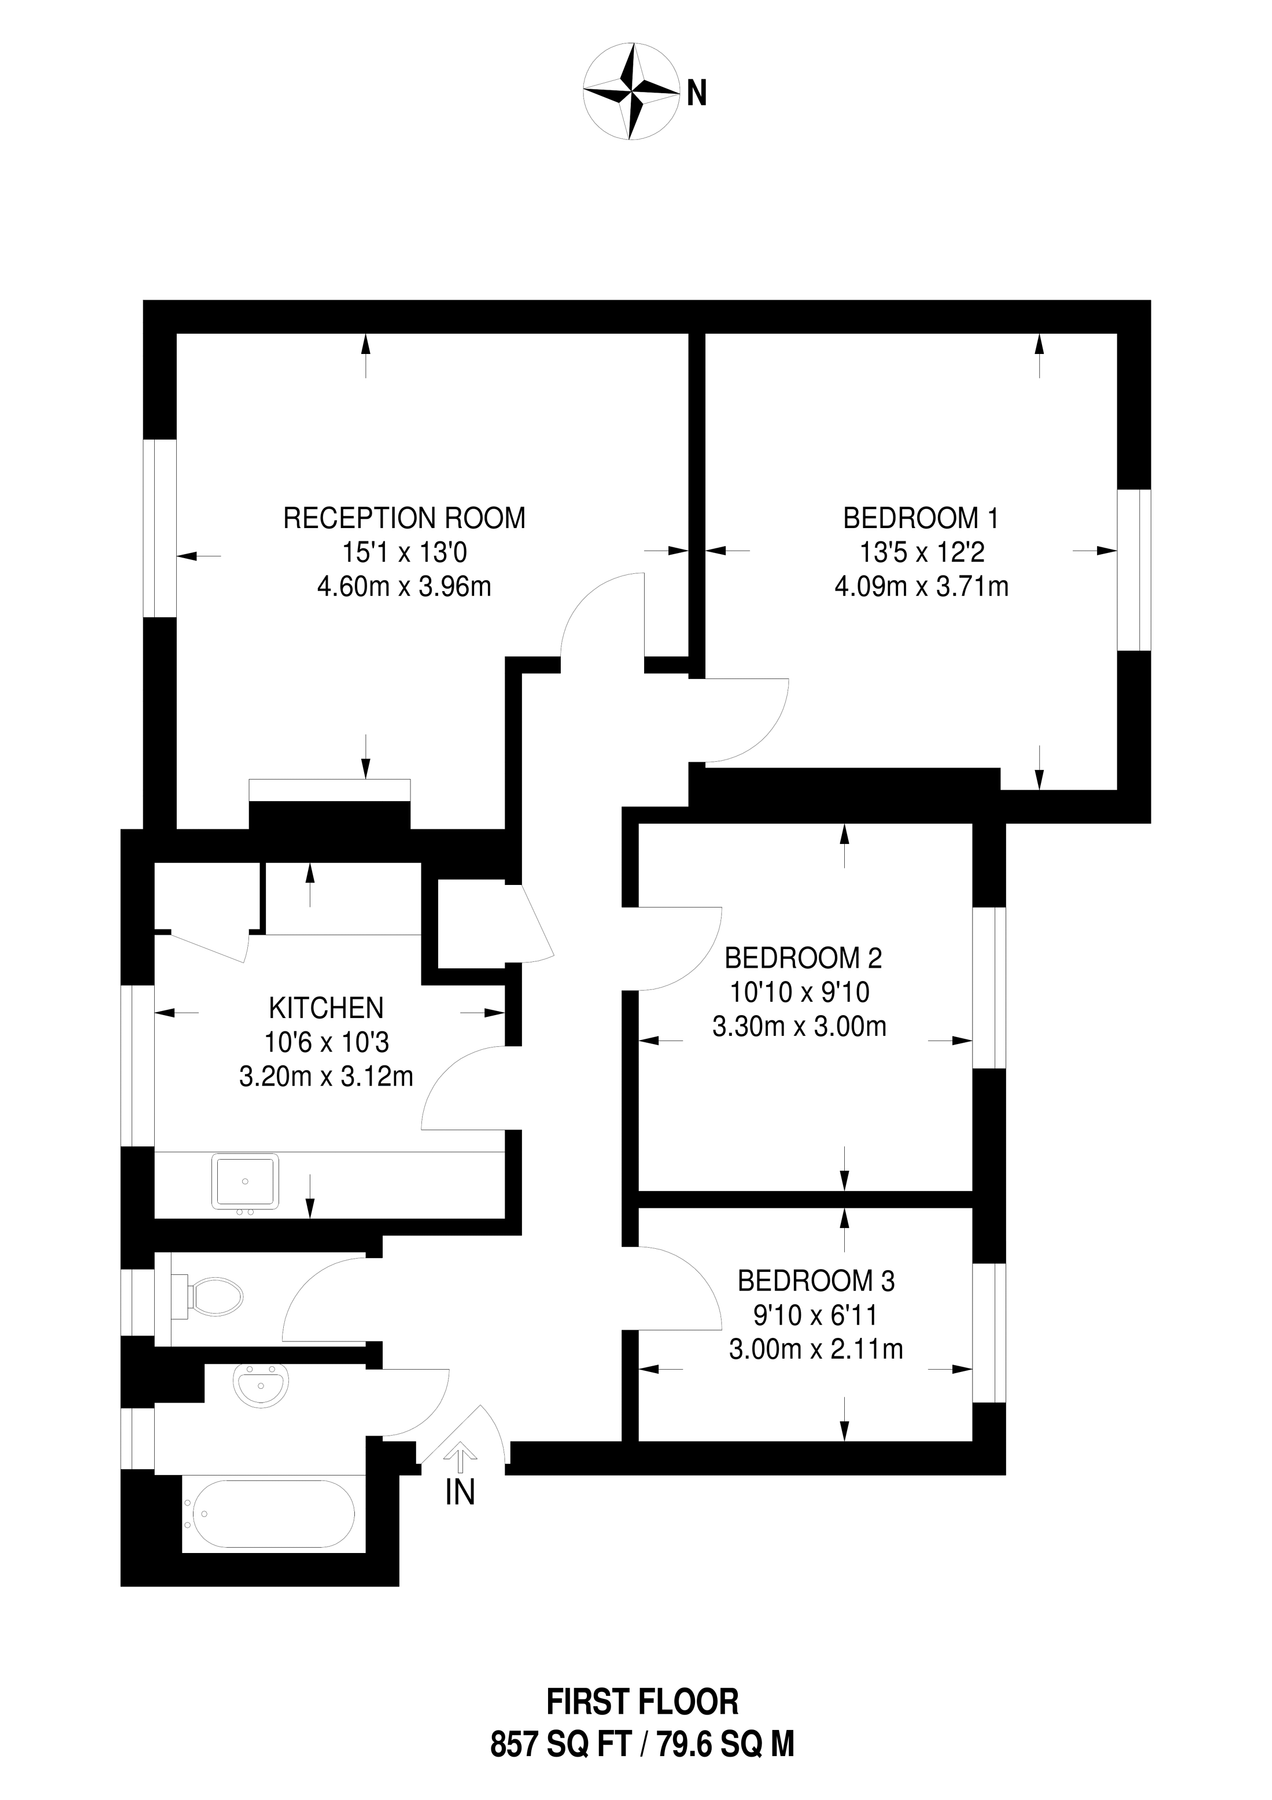 N
RECEPTION ROOM
15'1 x 13'0
4.60m x 3.96m
BEDROOM 1
13'5 x 12'2
4.09m x 3.71m
BEDROOM 2
10'10 x 9'10
3.30m x 3.00m
KITCHEN
10'6 x 10'3
3.20m x 3.12m
BEDROOM 3
9'10 x 6'11
3.00m x 2.11m
IN
FIRST FLOOR
857 SQ FT / 79.6 SQ M